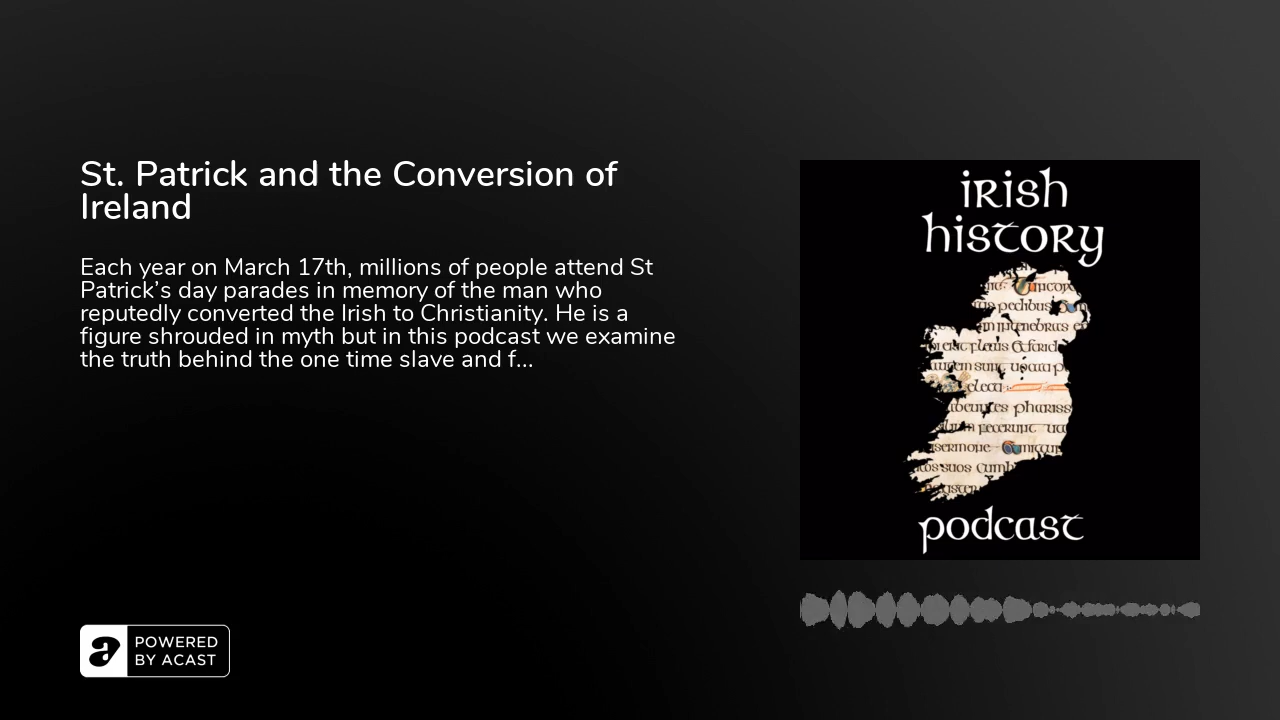 St. Patrick and the Conversion of
Ireland
Each year on March 17th, millions of people attend St
Patrick’s day parades in memory of the man who
reputedly converted the Irish to Christianity. He is a
figure shrouded in myth but in this podcast we examine
the truth behind the one time slave and f...
irish
history
podcast
POWERED
BY ACAST